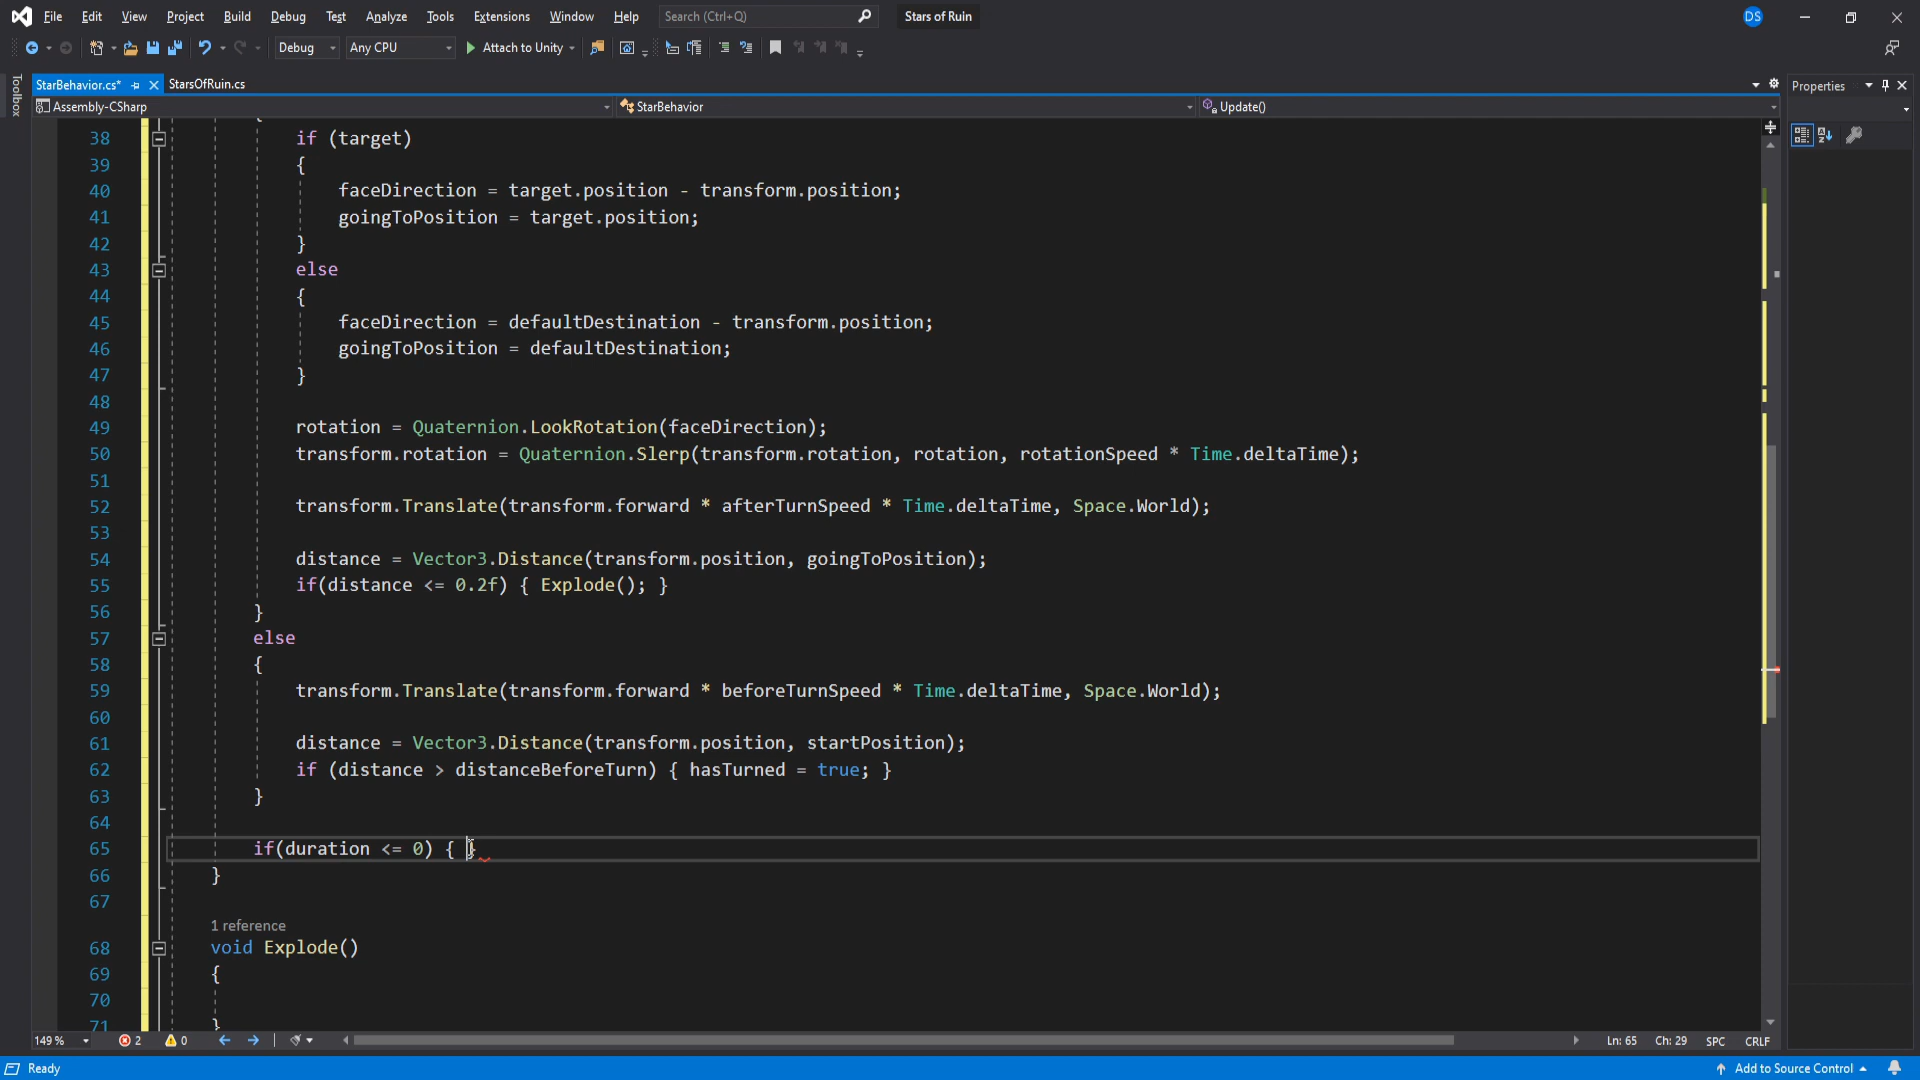 File Edit View Project Build Debug Test Analyze Tools Extensions Window Help Search (Ctrl+Q) Stars of Ruin DS
Debug Any CPU Attach to Unity
Toolbox
StarBehavior.cs* StarsOfRuin.cs
Properties
Assembly-CSharp StarBehavior Update()
38 if (target)
39 {
40 faceDirection = target.position - transform.position;
41 goingToPosition = target.position;
42 }
43 else
44 {
45 faceDirection = defaultDestination - transform.position;
46 goingToPosition = defaultDestination;
47 }
48
49 rotation = Quaternion.LookRotation(faceDirection);
50 transform.rotation = Quaternion.Slerp(transform.rotation, rotation, rotationSpeed * Time.deltaTime);
51
52 transform.Translate(transform.forward * afterTurnSpeed * Time.deltaTime, Space.World);
53
54 distance = Vector3.Distance(transform.position, goingToPosition);
55 if(distance <= 0.2f) { Explode(); }
56 }
57 else
58 {
59 transform.Translate(transform.forward * beforeTurnSpeed * Time.deltaTime, Space.World);
60
61 distance = Vector3.Distance(transform.position, startPosition);
62 if (distance > distanceBeforeTurn) { hasTurned = true; }
63 }
64
65 if(duration <= 0) { }
66 }
67
1 reference
68 void Explode()
69 {
70
71 }
149 % 2 0 Ln: 65 Ch: 29 SPC CRLF
Ready Add to Source Control